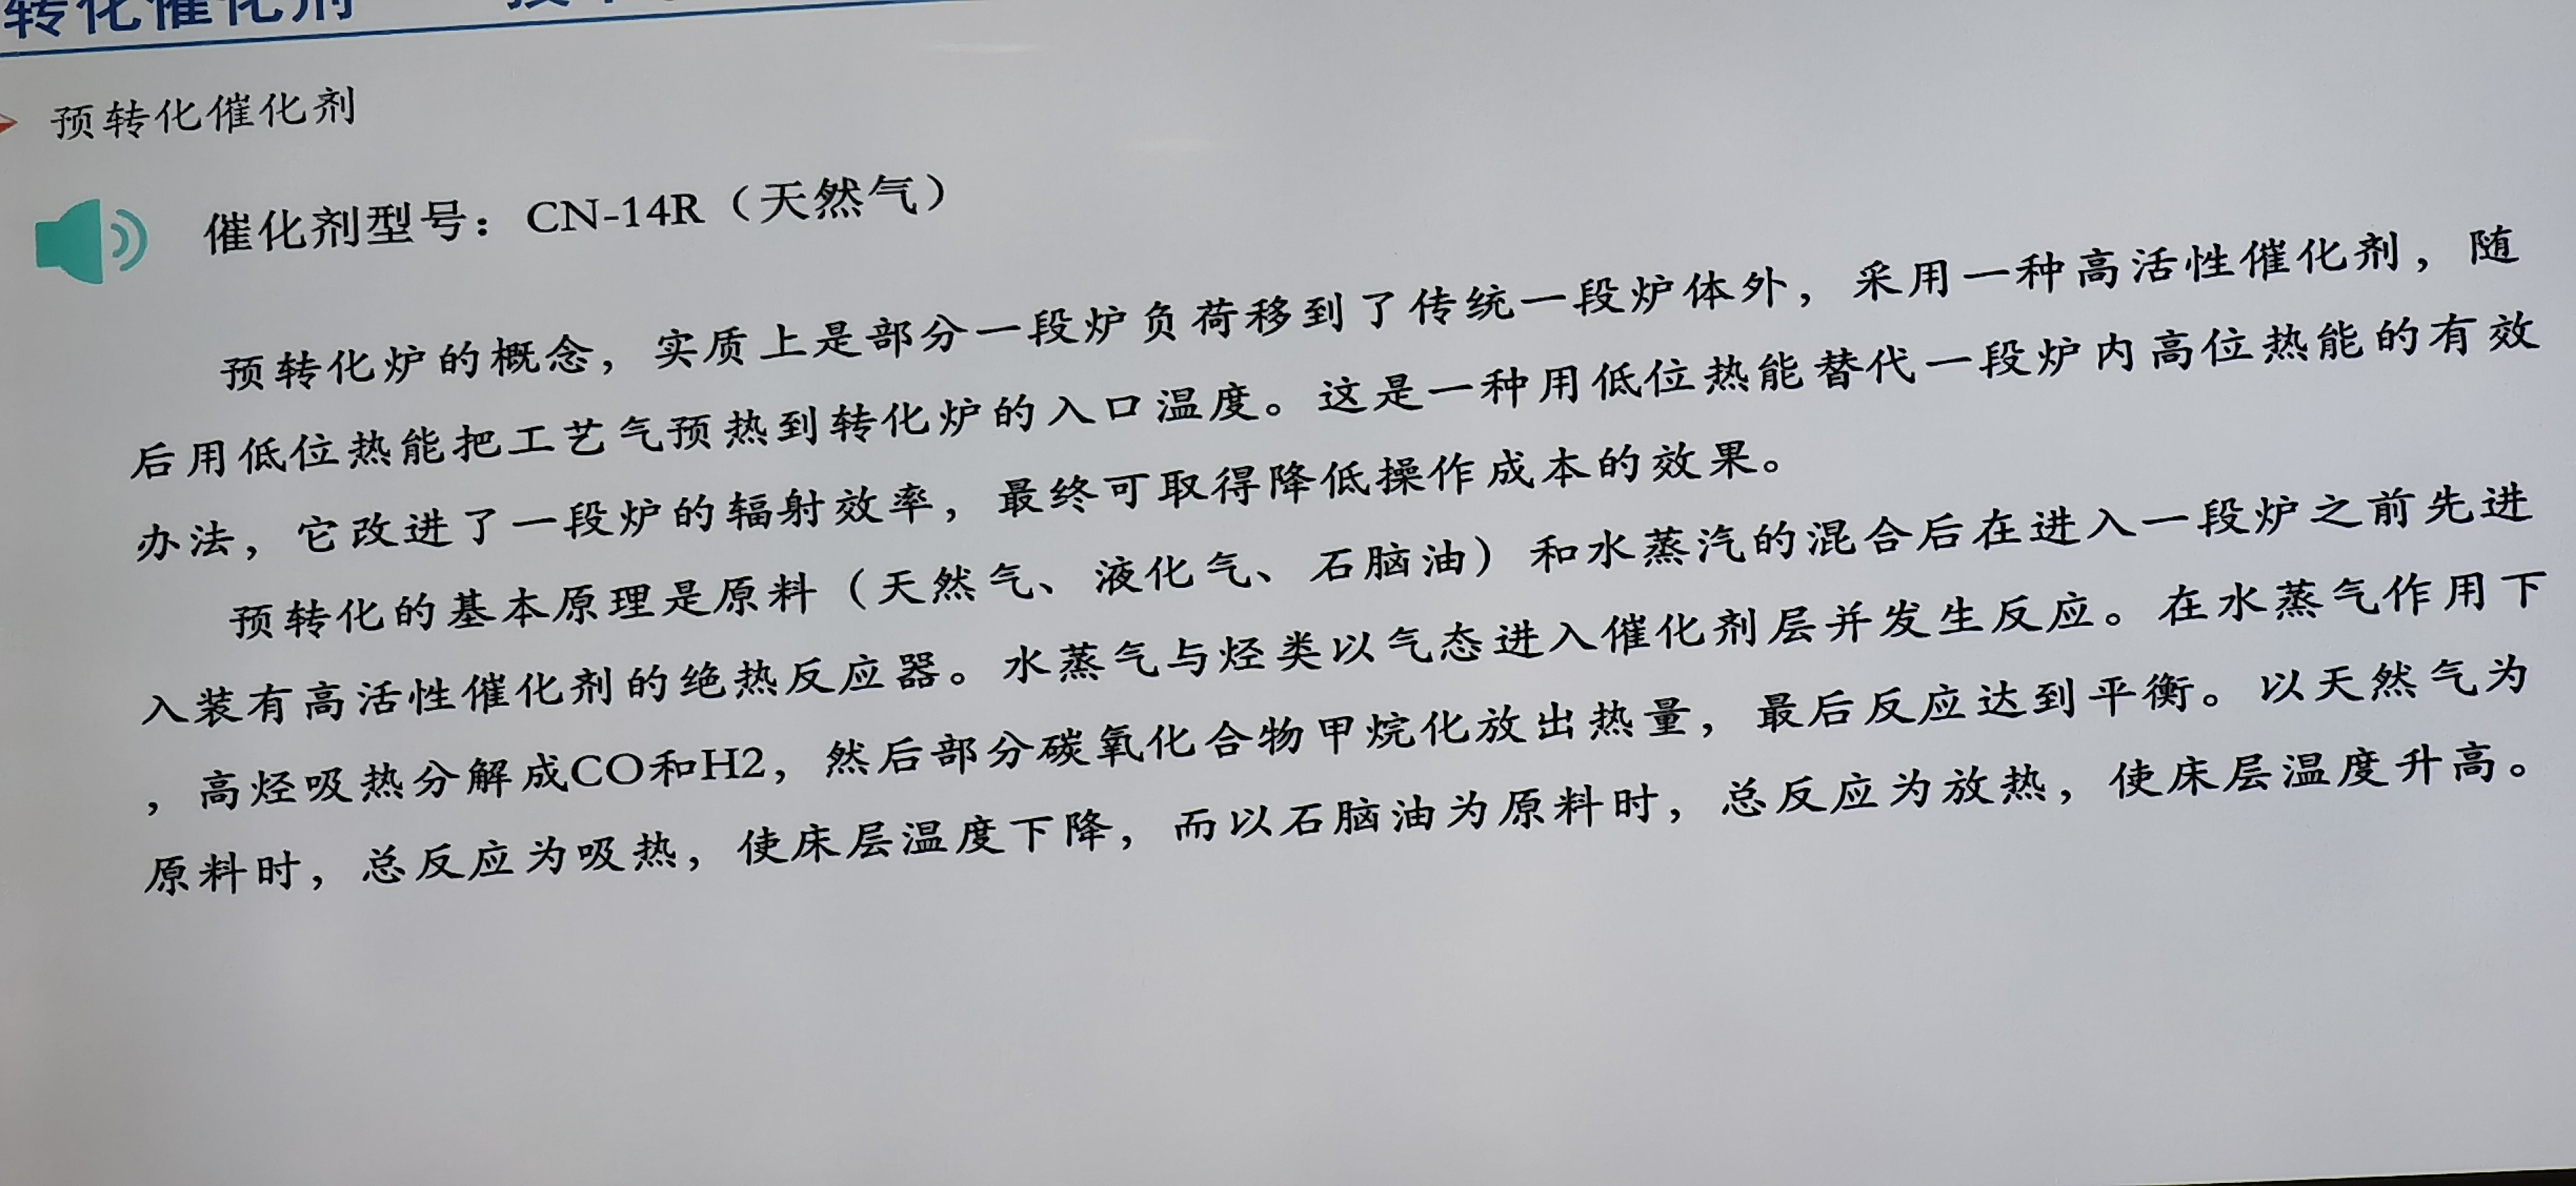 转化催化剂
预转化催化剂
催化剂型号：CN-14R（天然气）
预转化炉的概念，实质上是部分一段炉负荷移到了传统一段炉体外，采用一种高活性催化剂，随
后用低位热能把工艺气预热到转化炉的入口温度。这是一种用低位热能替代一段炉内高位热能的有效
办法，它改进了一段炉的辐射效率，最终可取得降低操作成本的效果。
预转化的基本原理是原料（天然气、液化气、石脑油）和水蒸汽的混合后在进入一段炉之前先进
入装有高活性催化剂的绝热反应器。水蒸气与烃类以气态进入催化剂层并发生反应。在水蒸气作用下
，高烃吸热分解成CO和H2，然后部分碳氧化合物甲烷化放出热量，最后反应达到平衡。以天然气为
原料时，总反应为吸热，使床层温度下降，而以石脑油为原料时，总反应为放热，使床层温度升高。